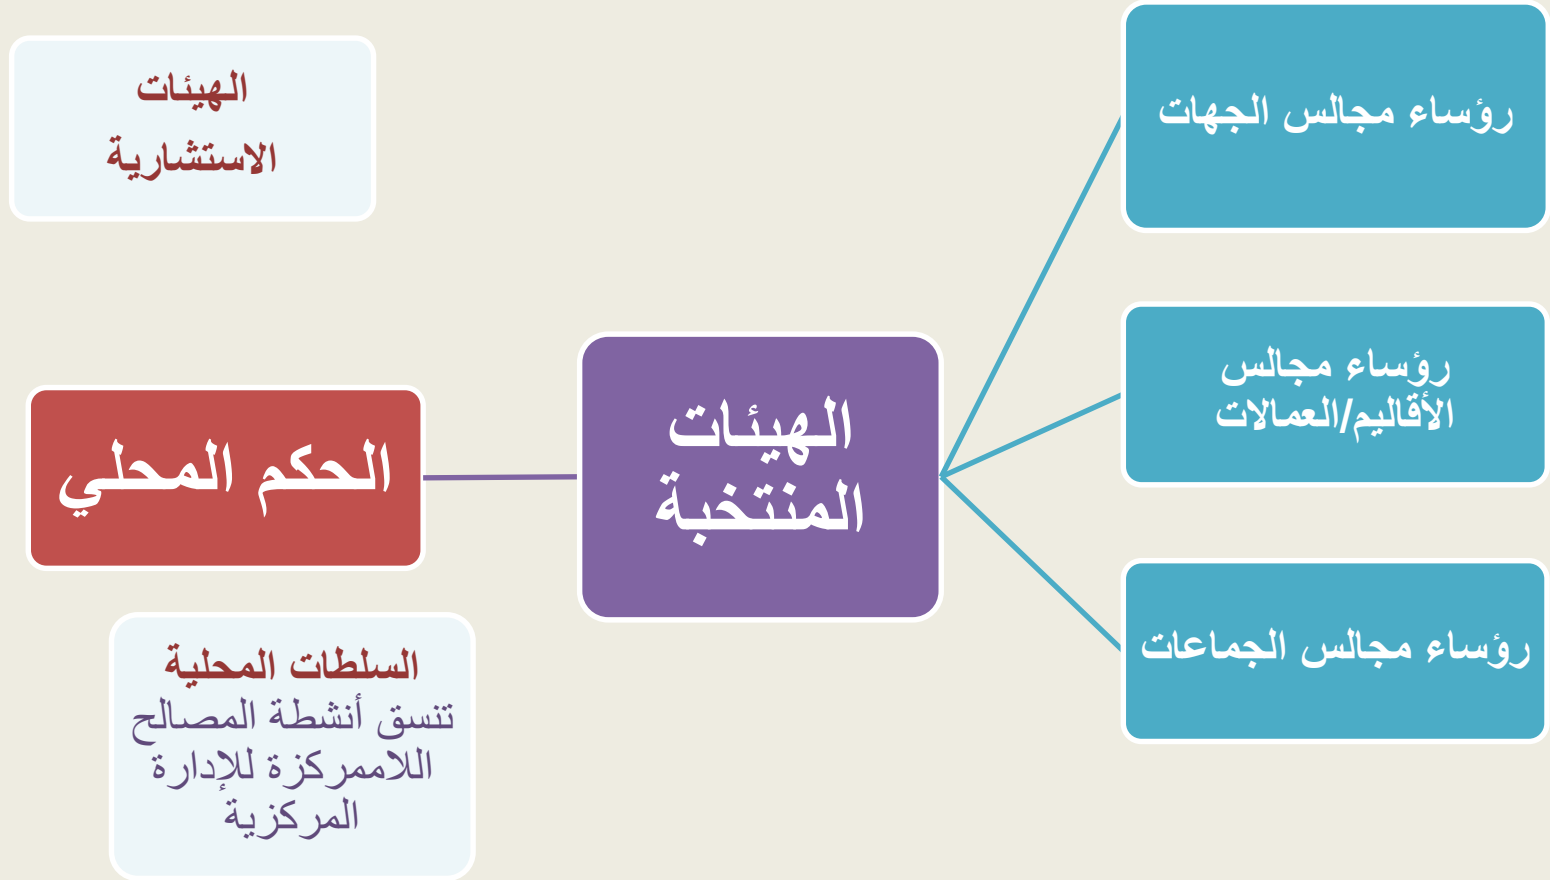 رؤساء مجالس الجهات
الهيئات
الاستشارية
رؤساء مجالس
الأقاليم/العمالات
الهيئات
المنتخبة
الحكم المحلي
رؤساء مجالس الجماعات
السلطات المحلية
تنسق أنشطة المصالح
اللاممركزة للإدارة
المركزية